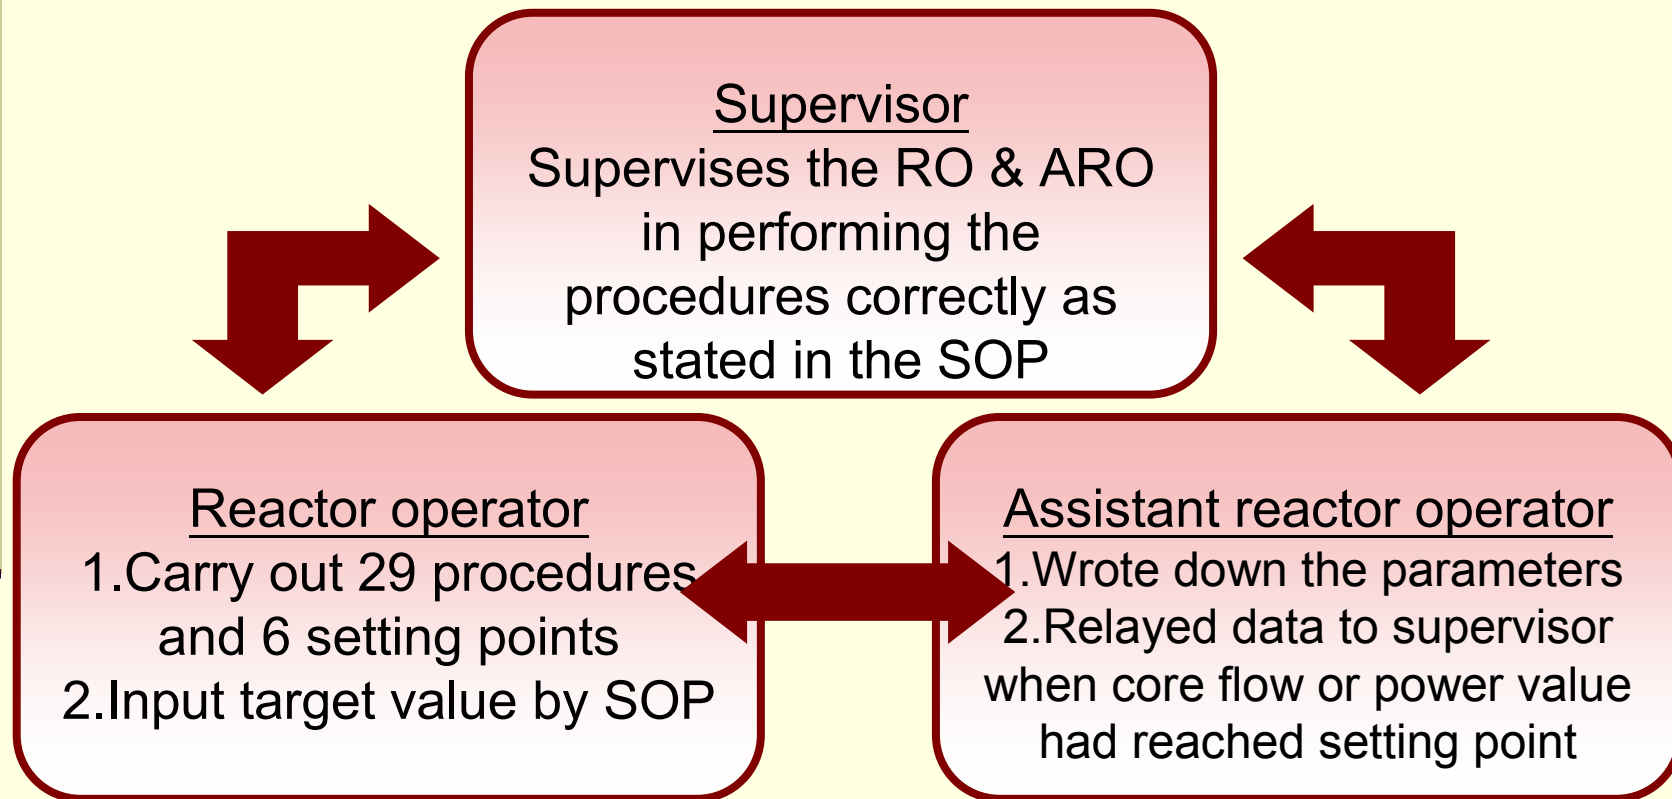 Supervisor
Supervises the RO & ARO
in performing the
procedures correctly as
stated in the SOP
Reactor operator
1.Carry out 29 procedures
and 6 setting points
2.Input target value by SOP
Assistant reactor operator
1.Wrote down the parameters
2.Relayed data to supervisor
when core flow or power value
had reached setting point